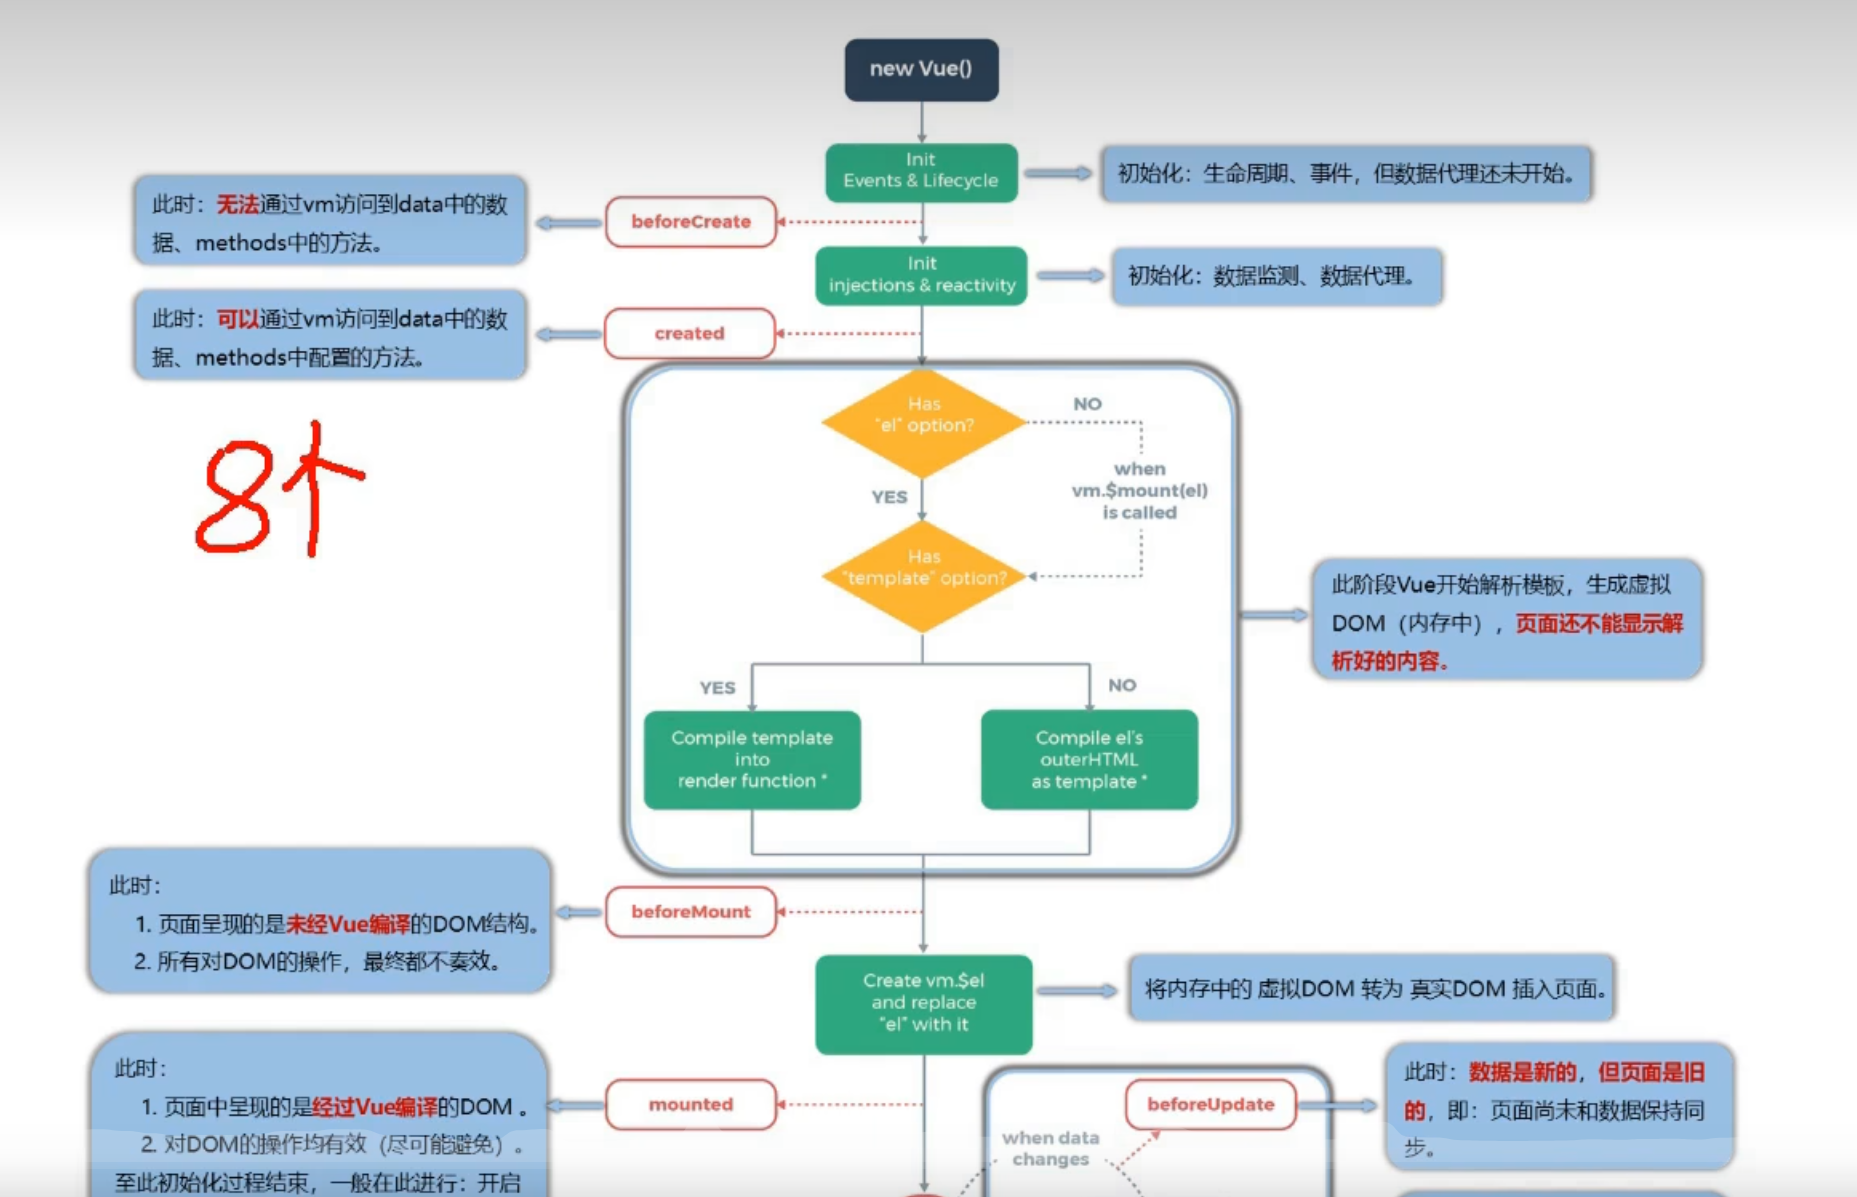 new Vue()
Init
Events & Lifecycle
初始化：生命周期、事件，但数据代理还未开始。
此时：无法通过vm访问到data中的数
据、methods中的方法。
beforeCreate
Init
injections & reactivity
初始化：数据监测、数据代理。
此时：可以通过vm访问到data中的数
据、methods中配置的方法。
created
8个
Has
"el" option?
NO
when
vm.$mount(el)
is called
YES
Has
"template" option?
此阶段Vue开始解析模板，生成虚拟
DOM（内存中），页面还不能显示解
析好的内容。
YES
NO
Compile template
into
render function *
Compile el's
outerHTML
as template *
此时：
1. 页面呈现的是未经Vue编译的DOM结构。
2. 所有对DOM的操作，最终都不奏效。
beforeMount
Create vm.$el
and replace
"el" with it
将内存中的 虚拟DOM 转为 真实DOM 插入页面。
此时：
1. 页面中呈现的是经过Vue编译的DOM 。
2. 对DOM的操作均有效（尽可能避免）。
至此初始化过程结束，一般在此进行：开启
mounted
beforeUpdate
when data
changes
此时：数据是新的，但页面是旧
的，即：页面尚未和数据保持同
步。